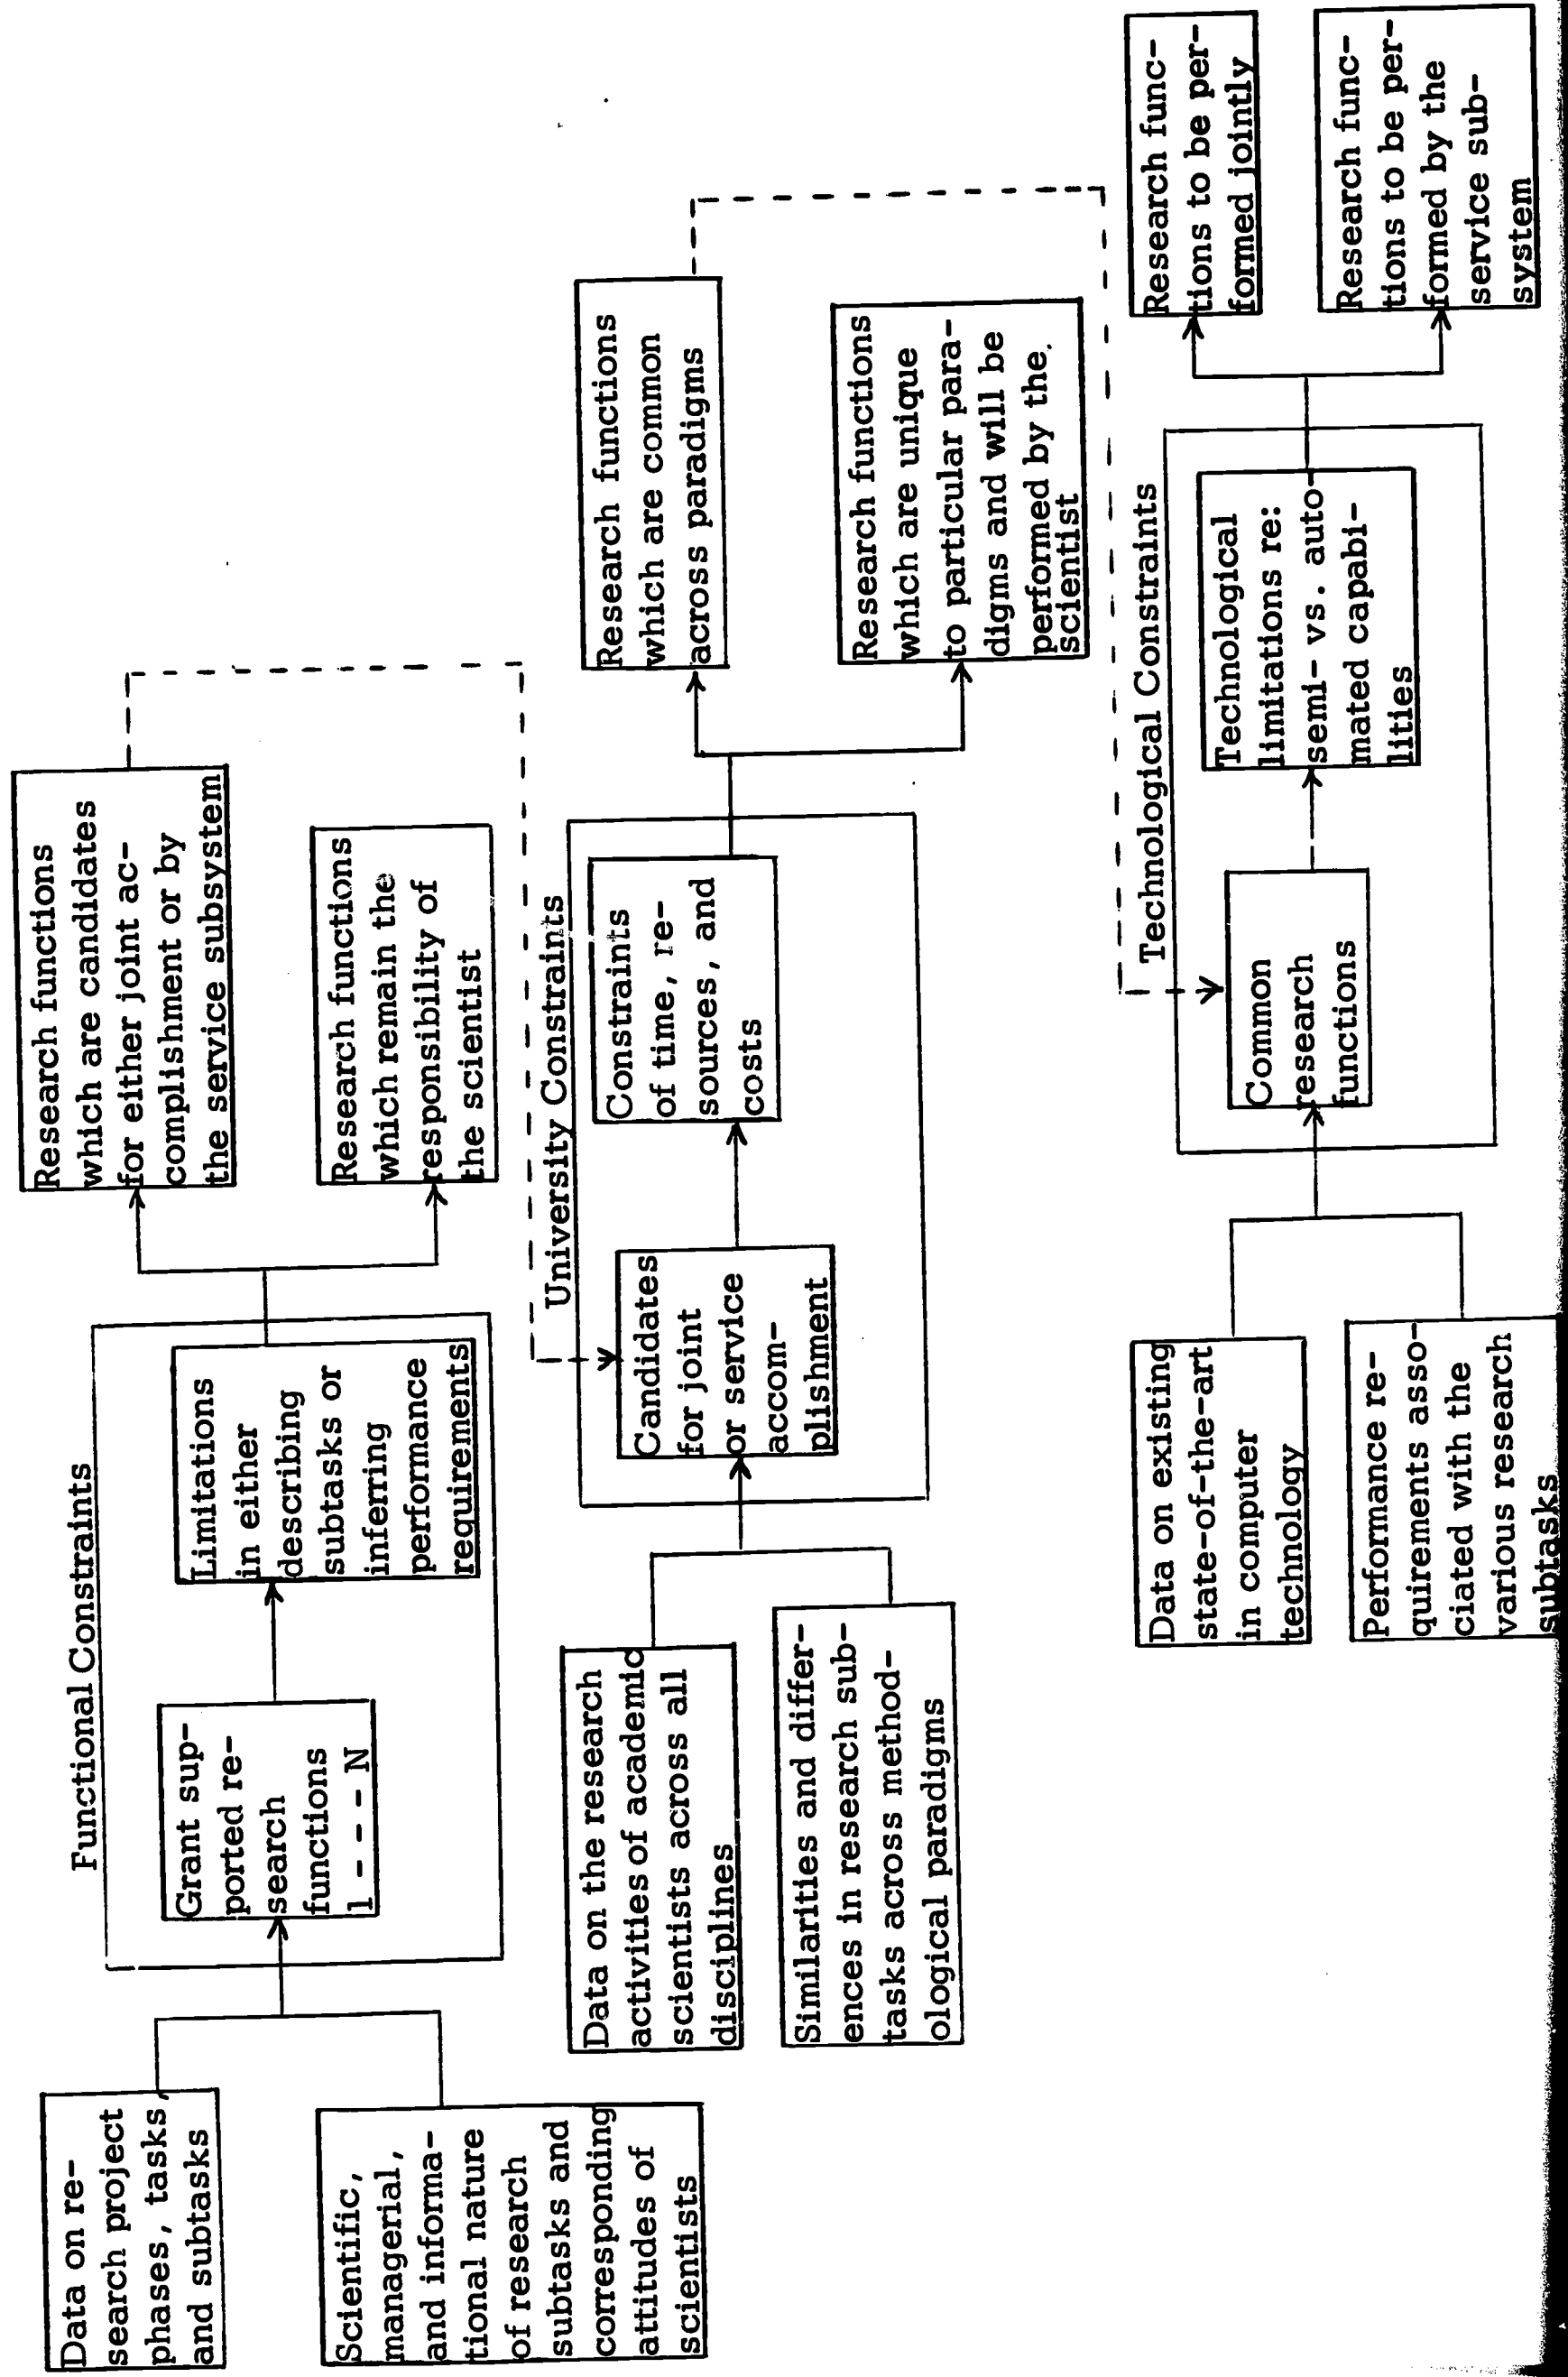 Functional Constraints
Data on re-
search project
phases, tasks,
and subtasks
Scientific,
managerial,
and informa-
tional nature
of research
subtasks and
corresponding
attitudes of
scientists
Grant sup-
ported re-
search
functions
1 - - - N
Limitations
in either
describing
subtasks or
inferring
performance
requirements
Research functions
which are candidates
for either joint ac-
complishment or by
the service subsystem
Research functions
which remain the
responsibility of
the scientist
University Constraints
Data on the research
activities of academic
scientists across all
disciplines
Similarities and differ-
ences in research sub-
tasks across method-
ological paradigms
Candidates
for joint
or service
accom-
plishment
Constraints
of time, re-
sources, and
costs
Research functions
which are common
across paradigms
Research functions
which are unique
to particular para-
digms and will be
performed by the
scientist
Technological Constraints
Data on existing
state-of-the-art
in computer
technology
Performance re-
quirements asso-
ciated with the
various research
subtasks
Common
research
functions
Technological
limitations re:
semi- vs. auto-
mated capabi-
lities
Research func-
tions to be per-
formed jointly
Research func-
tions to be per-
formed by the
service sub-
system